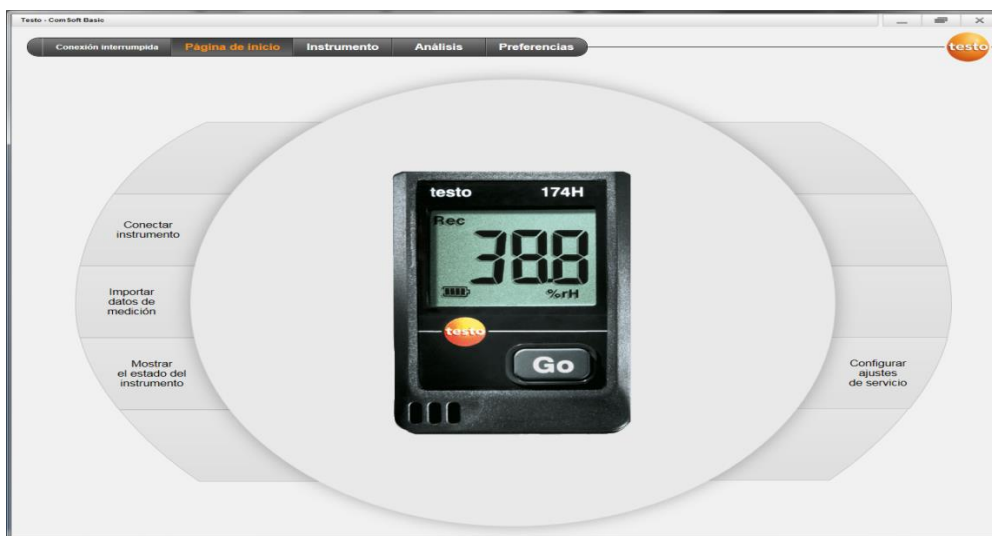 Testo - ComSoft Basic
Conexión interrumpida Página de inicio Instrumento Análisis Preferencias
testo
testo 174H
Rec
38.8
%rH
testo
Go
Conectar
instrumento
Importar
datos de
medición
Mostrar
el estado del
instrumento
Configurar
ajustes
de servicio